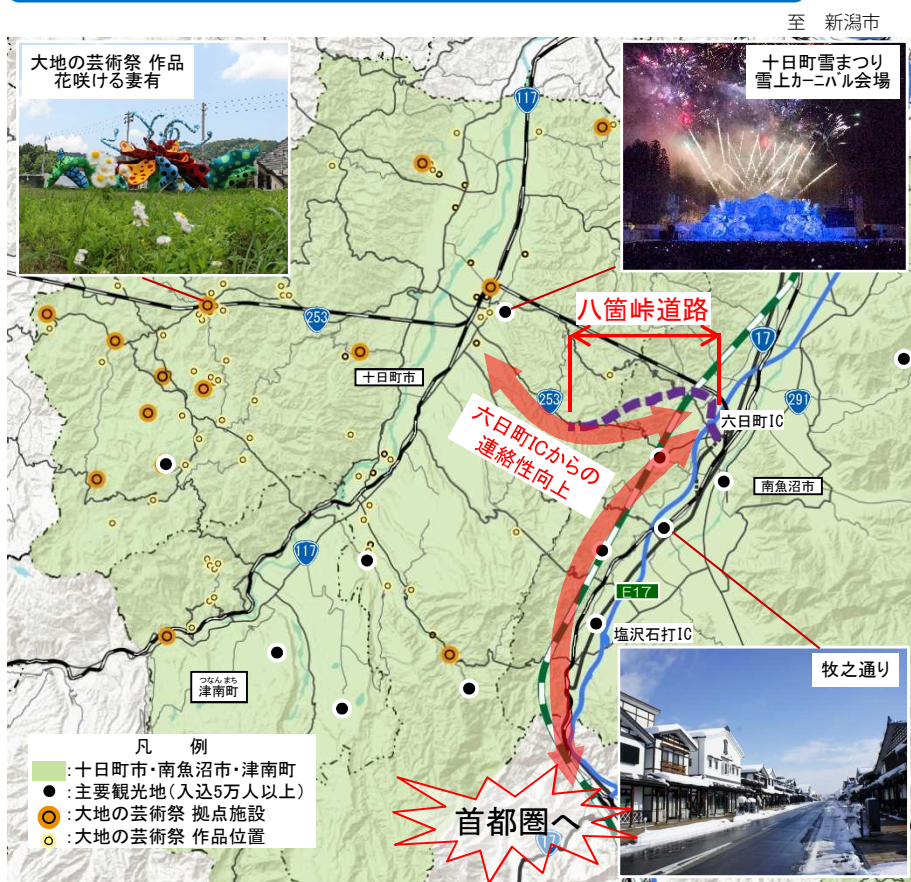 至 新潟市
大地の芸術祭 作品
花咲ける妻有
十日町雪まつり
雪上カーニバル会場
117
253
八箇峠道路
17
十日町市
253
291
六日町IC
六日町ICからの
連絡性向上
南魚沼市
117
E17
塩沢石打IC
つなんまち
津南町
牧之通り
凡 例
:十日町市・南魚沼市・津南町
:主要観光地(入込5万人以上)
:大地の芸術祭 拠点施設
:大地の芸術祭 作品位置
首都圏へ
17